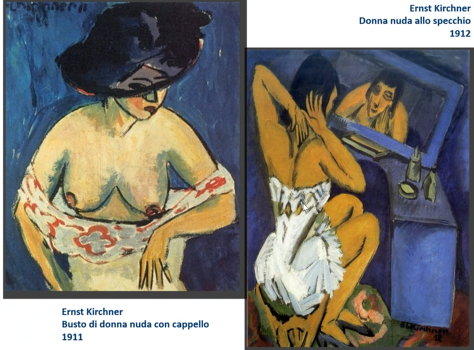 Ernst Kirchner
Donna nuda allo specchio
1912
Ernst Kirchner
Busto di donna nuda con cappello
1911